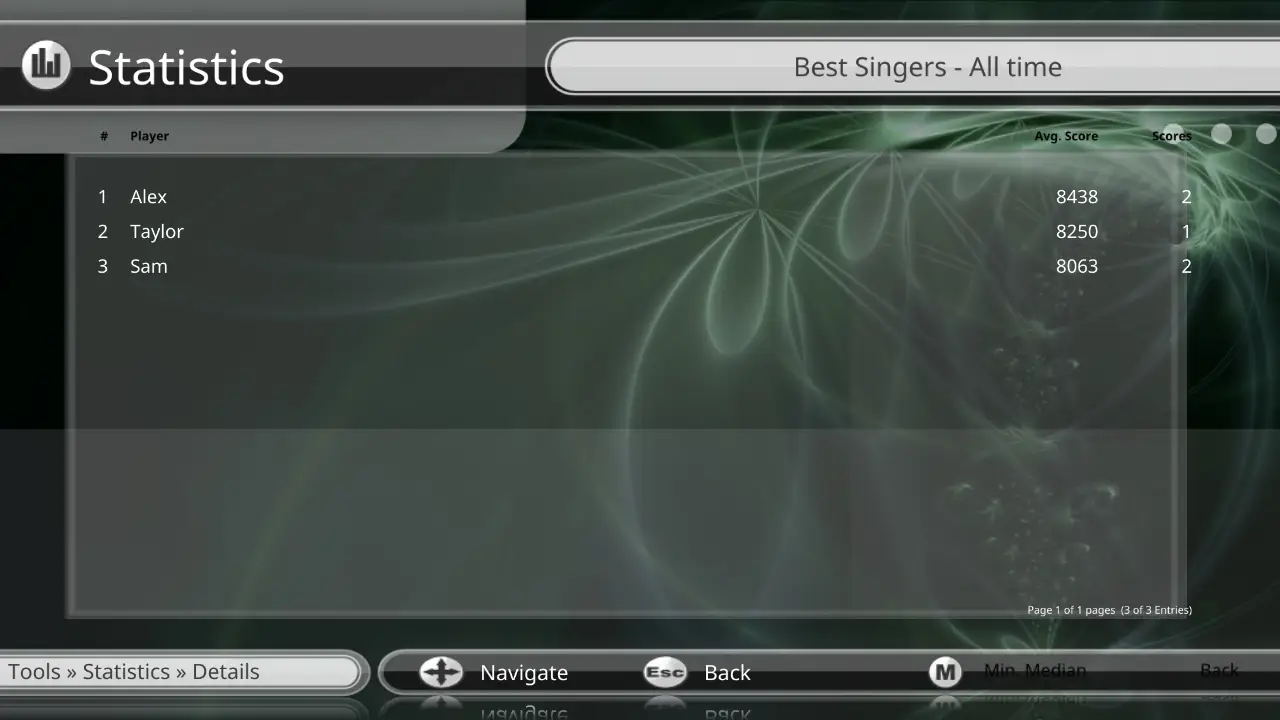 Statistics
Best Singers - All time
# Player Avg. Score Scores
1 Alex 8438 2
2 Taylor 8250 1
3 Sam 8063 2
Page 1 of 1 pages (3 of 3 Entries)
Tools » Statistics » Details
Navigate
Esc Back
M Min. Median
Back